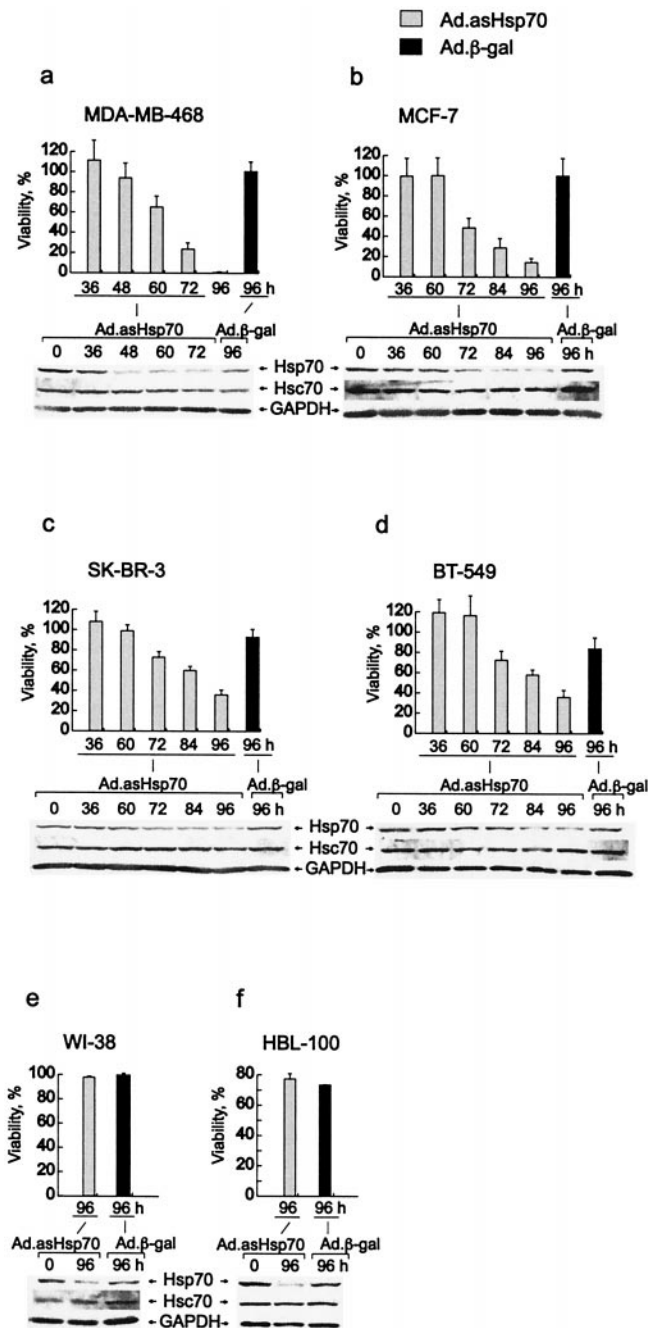 Ad.asHsp70
Ad.β-gal
a
MDA-MB-468
Viability, %
120
100
80
60
40
20
0
36 48 60 72 96 96 h
Ad.asHsp70 Ad.β-gal
0 36 48 60 72 96
b
MCF-7
Viability, %
120
100
80
60
40
20
0
36 60 72 84 96 96 h
Ad.asHsp70 Ad.β-gal
0 36 60 72 84 96 96 h
Hsp70
Hsc70
GAPDH
c
SK-BR-3
Viability, %
120
100
80
60
40
20
0
36 60 72 84 96 96 h
Ad.asHsp70 Ad.β-gal
0 36 60 72 84 96 96 h
d
BT-549
Viability, %
120
100
80
60
40
20
0
36 60 72 84 96 96 h
Ad.asHsp70 Ad.β-gal
0 36 60 72 84 96 96 h
Hsp70
Hsc70
GAPDH
e
WI-38
Viability, %
100
80
60
40
20
0
96 96 h
Ad.asHsp70 Ad.β-gal
0 96 96 h
f
HBL-100
Viability, %
80
60
40
20
0
96 96 h
Ad.asHsp70 Ad.β-gal
0 96 96 h
Hsp70
Hsc70
GAPDH